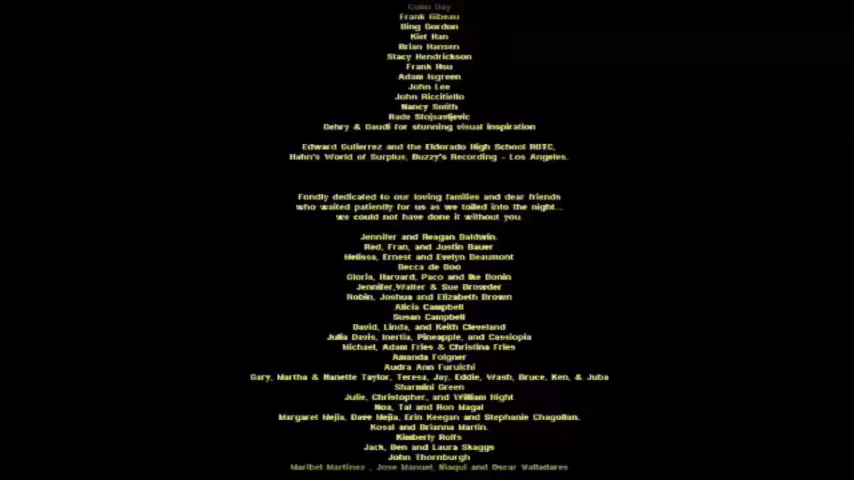 Colin Day
Frank Gibeau
Bing Gordon
Kiet Han
Brian Hansen
Stacy Hendrickson
Frank Hsu
Adam Isgreen
John Lee
John Riccitiello
Nancy Smith
Rade Stojsavljevic
Gehry & Gaudi for stunning visual inspiration
Edward Gutierrez and the Eldorado High School ROTC,
Hahn's World of Surplus, Buzzy's Recording - Los Angeles.
Fondly dedicated to our loving families and dear friends
who waited patiently for us as we toiled into the night...
we could not have done it without you.
Jennifer and Reagan Baldwin.
Red, Fran, and Justin Bauer
Melissa, Ernest and Evelyn Beaumont
Becca de Boo
Gloria, Harvard, Paco and Ike Bonin
Jennifer,Walter & Sue Browder
Robin, Joshua and Elizabeth Brown
Alicia Campbell
Susan Campbell
David, Linda, and Keith Cleveland
Julia Davis, Inertia, Pineapple, and Cassiopia
Michael, Adam Fries & Christina Fries
Amanda Folgner
Audra Ann Furuichi
Gary, Martha & Nanette Taylor, Teresa, Jay, Eddie, Wash, Bruce, Ken, & Juba
Sharmini Green
Julie, Christopher, and William Hight
Noa, Tal and Ron Magal
Margaret Mejia, Dave Mejia, Erin Keegan and Stephanie Chagollan.
Kosal and Brianna Martin.
Kimberly Rolfs
Jack, Ben and Laura Skaggs
John Thornburgh
Maribel Martinez , Jose Manuel, Maqui and Oscar Valladares